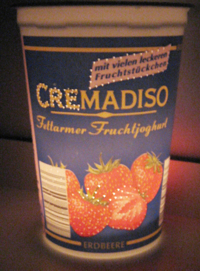 mit vielen leckeren
Fruchtstückchen
CREMADISO
Fettarmer Fruchtjoghurt
ERDBEERE